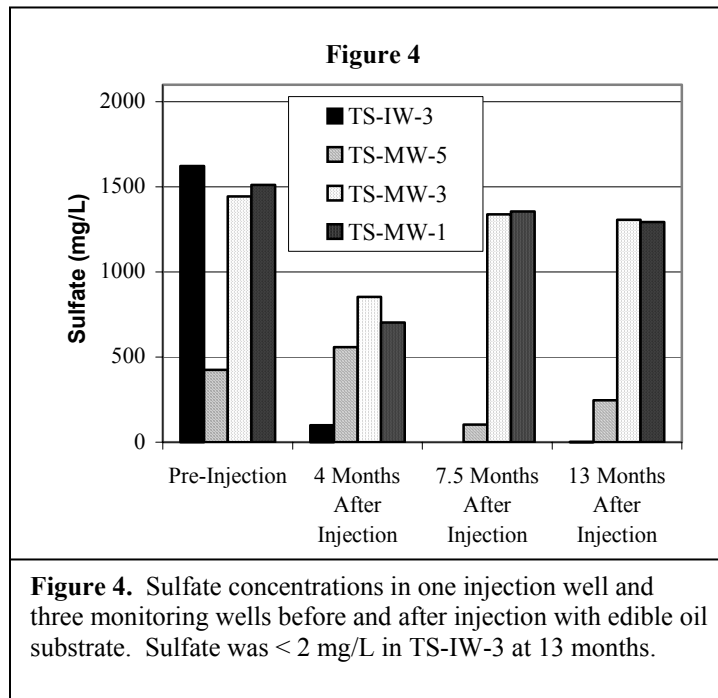 Figure 4
2000
1500
1000
500
0
Sulfate (mg/L)
TS-IW-3
TS-MW-5
TS-MW-3
TS-MW-1
Pre-Injection
4 Months
After
Injection
7.5 Months
After
Injection
13 Months
After
Injection
Figure 4. Sulfate concentrations in one injection well and
three monitoring wells before and after injection with edible oil
substrate. Sulfate was < 2 mg/L in TS-IW-3 at 13 months.